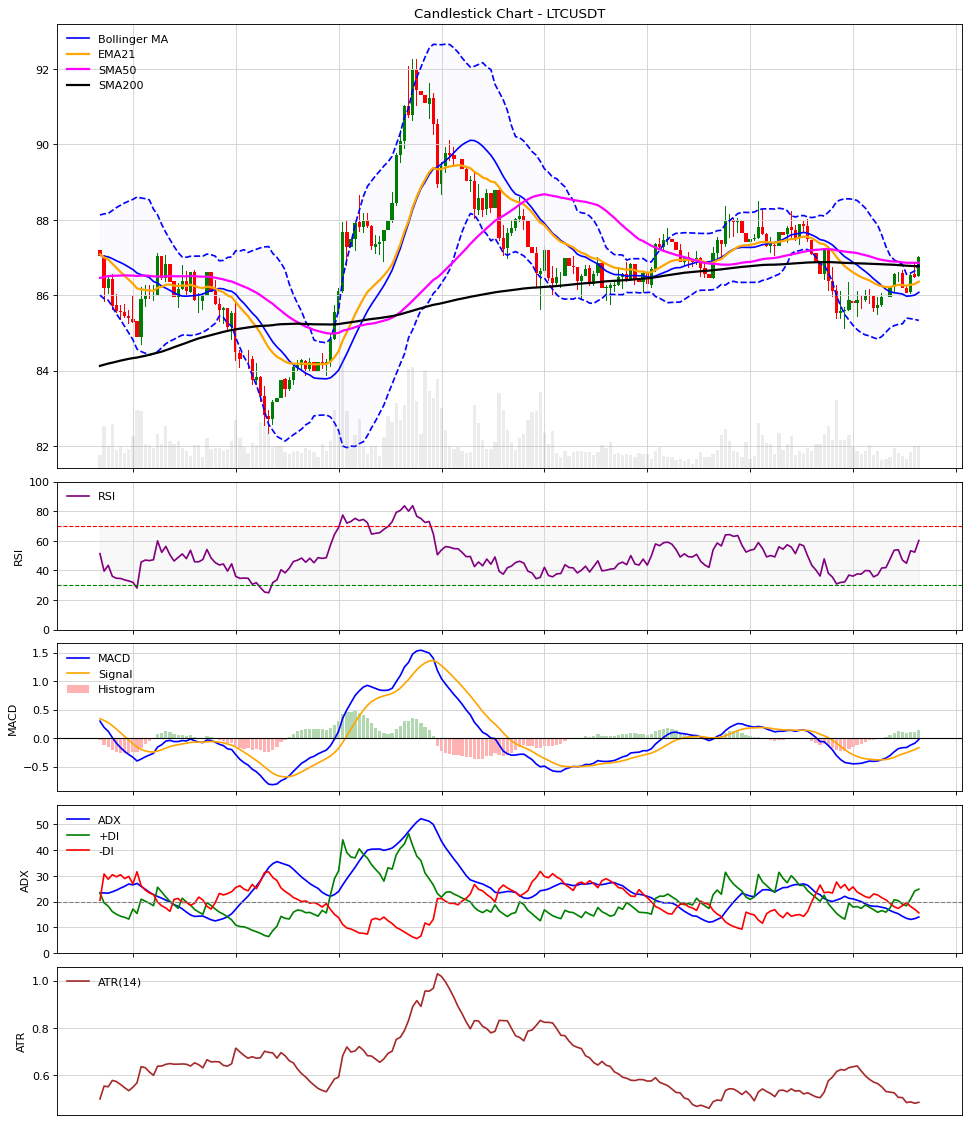 Candlestick Chart - LTCUSDT
Bollinger MA
EMA21
SMA50
SMA200
92
90
88
86
84
82
RSI
100
80
60
40
20
0
RSI
MACD
Signal
Histogram
1.5
1.0
0.5
0.0
−0.5
MACD
ADX
+DI
-DI
50
40
30
20
10
0
ADX
ATR(14)
1.0
0.8
0.6
ATR